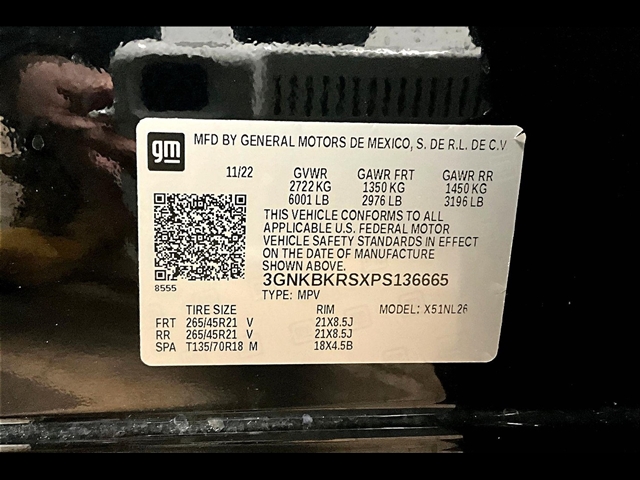 gm MFD BY GENERAL MOTORS DE MEXICO, S. DE R.L. DE C.V
11/22 GVWR GAWR FRT GAWR RR
2722 KG 1350 KG 1450 KG
6001 LB 2976 LB 3196 LB
THIS VEHICLE CONFORMS TO ALL
APPLICABLE U.S. FEDERAL MOTOR
VEHICLE SAFETY STANDARDS IN EFFECT
ON THE DATE OF MANUFACTURE
SHOWN ABOVE.
3GNKBKRSXPS136665
8555 TYPE: MPV
TIRE SIZE RIM MODEL: X51NL26
FRT 265/45R21 V 21X8.5J
RR 265/45R21 V 21X8.5J
SPA T135/70R18 M 18X4.5B